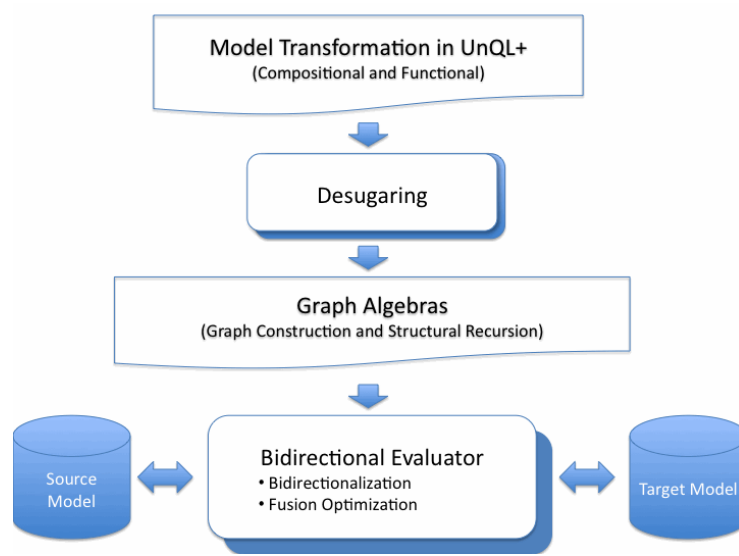 Model Transformation in UnQL+
(Compositional and Functional)
Desugaring
Graph Algebras
(Graph Construction and Structural Recursion)
Source
Model
Bidirectional Evaluator
• Bidirectionalization
• Fusion Optimization
Target Model